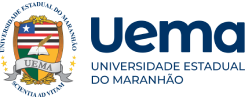 UNIVERSIDADE ESTADUAL DO MARANHÃO
UEMA
SCIENTIA AD VITAM
Uema
UNIVERSIDADE ESTADUAL
DO MARANHÃO